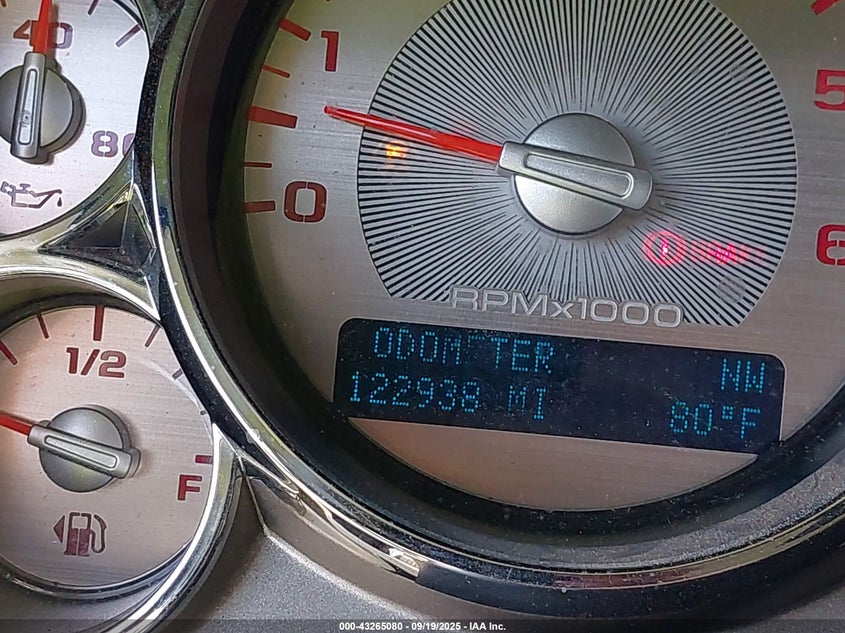 40
80
1
0
5
6
RPMx1000
1/2
F
ODOMETER NW
122938 MI 80°F
000-43265080 - 09/19/2025 - IAA Inc.